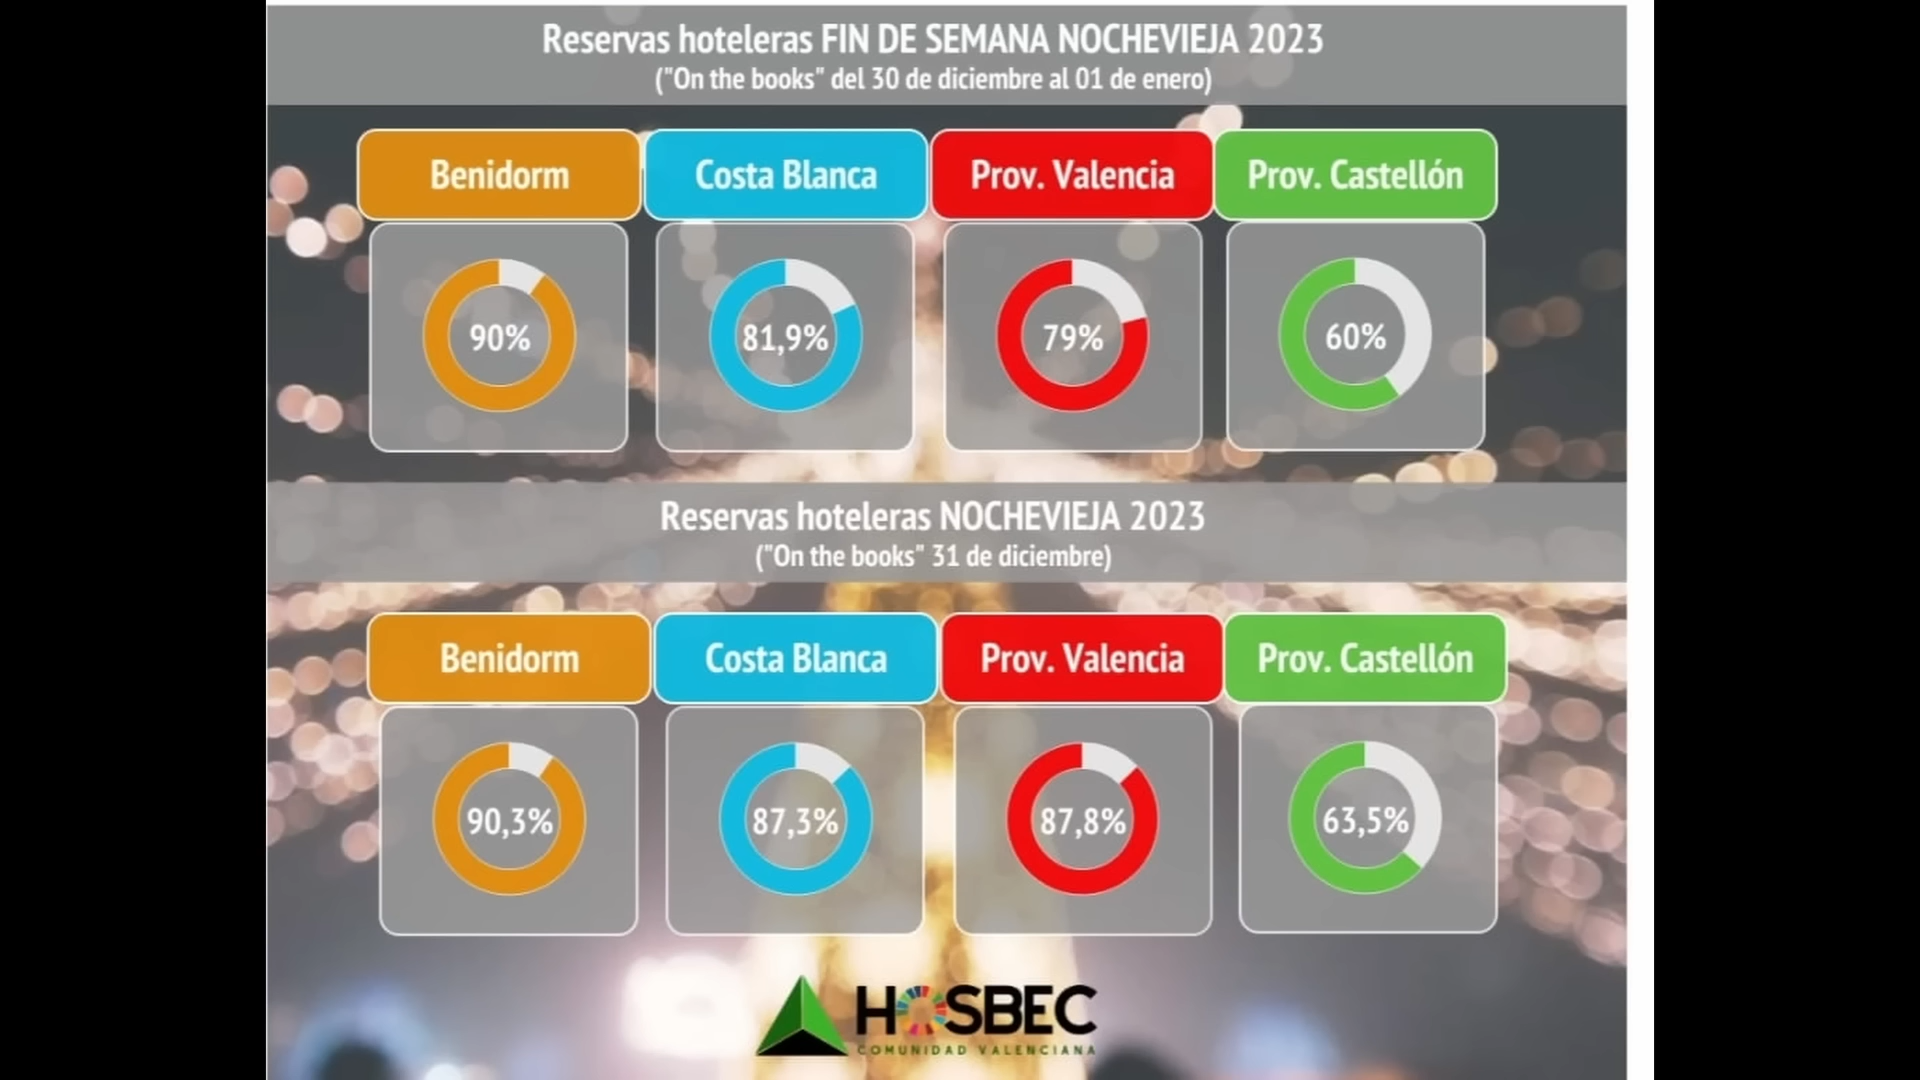 Reservas hoteleras FIN DE SEMANA NOCHEVIEJA 2023
("On the books" del 30 de diciembre al 01 de enero)
Benidorm
Costa Blanca
Prov. Valencia
Prov. Castellón
90%
81,9%
79%
60%
Reservas hoteleras NOCHEVIEJA 2023
("On the books" 31 de diciembre)
Benidorm
Costa Blanca
Prov. Valencia
Prov. Castellón
90,3%
87,3%
87,8%
63,5%
HOSBEC
COMUNIDAD VALENCIANA